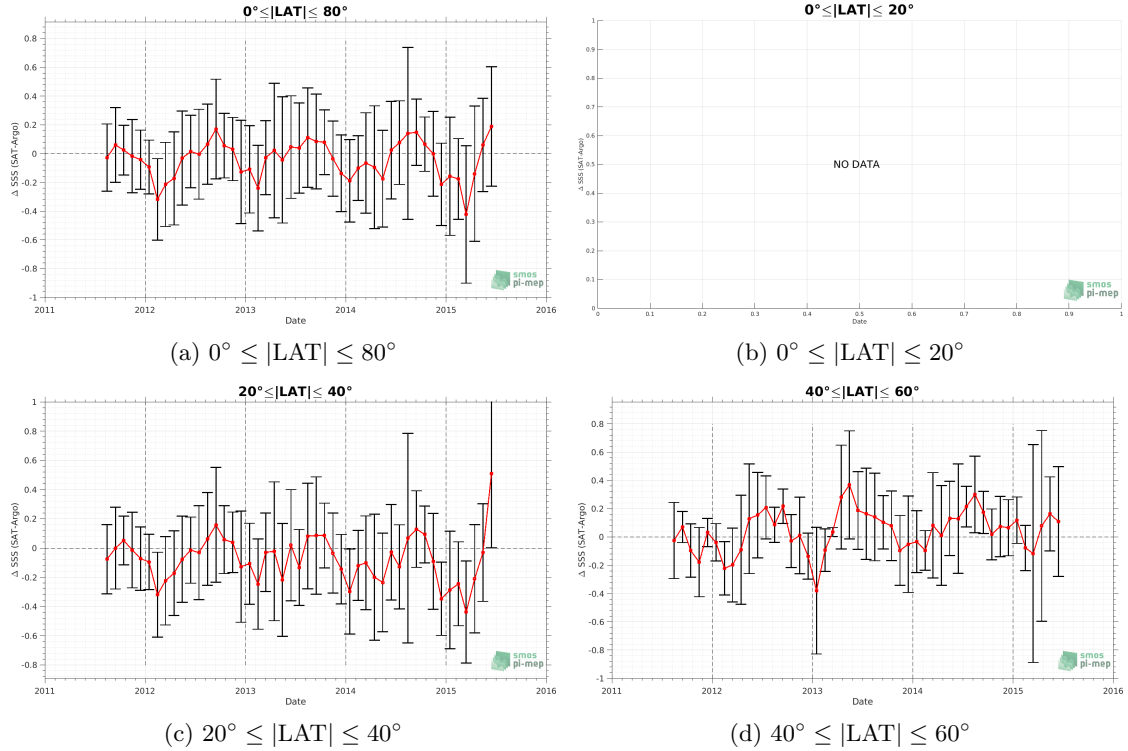 0°≤|LAT|≤ 80°
Δ SSS (SAT-Argo)
0.8
0.6
0.4
0.2
0
-0.2
-0.4
-0.6
-0.8
-1
2011
2012
2013
2014
2015
2016
Date
smos
pi-mep
(a) 0° ≤ |LAT| ≤ 80°
0°≤|LAT|≤ 20°
Δ SSS (SAT-Argo)
1
0.9
0.8
0.7
0.6
0.5
0.4
0.3
0.2
0.1
0
NO DATA
0
0.1
0.2
0.3
0.4
0.5
0.6
0.7
0.8
0.9
1
Date
smos
pi-mep
(b) 0° ≤ |LAT| ≤ 20°
20°≤|LAT|≤ 40°
Δ SSS (SAT-Argo)
1
0.8
0.6
0.4
0.2
0
-0.2
-0.4
-0.6
-0.8
2011
2012
2013
2014
2015
2016
Date
smos
pi-mep
(c) 20° ≤ |LAT| ≤ 40°
40°≤|LAT|≤ 60°
Δ SSS (SAT-Argo)
0.8
0.6
0.4
0.2
0
-0.2
-0.4
-0.6
-0.8
-1
2011
2012
2013
2014
2015
2016
Date
smos
pi-mep
(d) 40° ≤ |LAT| ≤ 60°